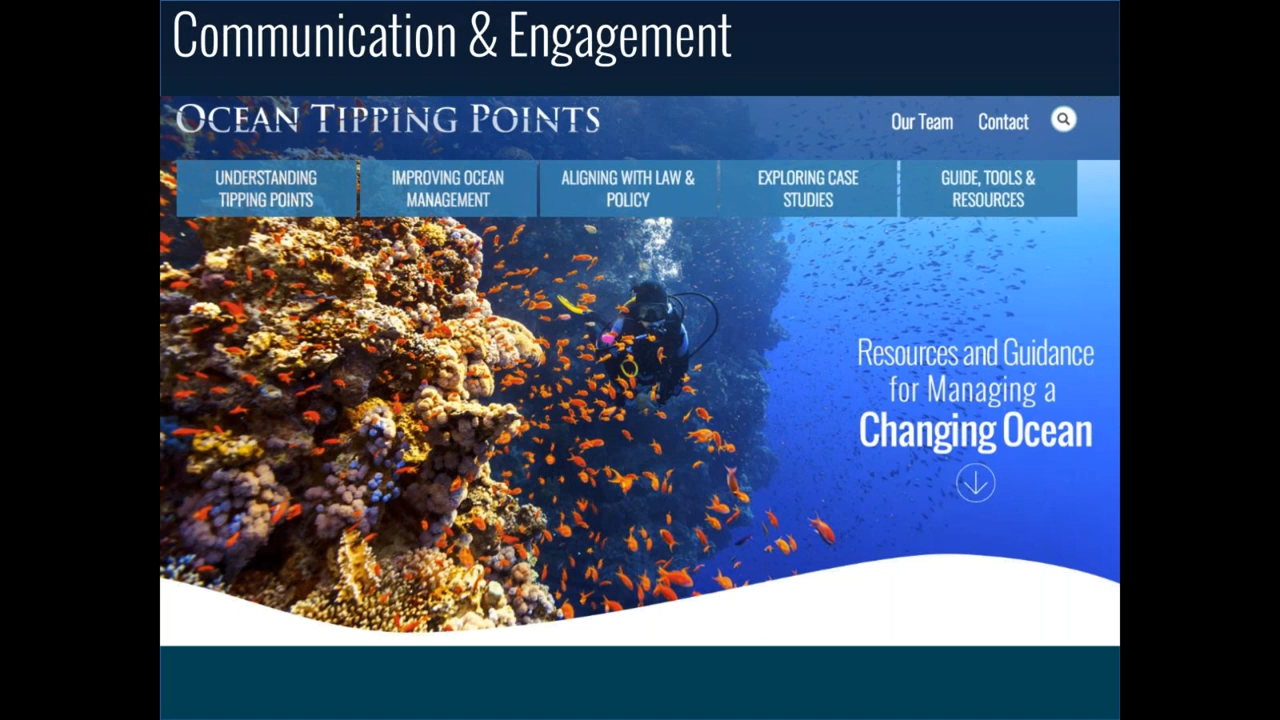 Communication & Engagement
OCEAN TIPPING POINTS
Our Team
Contact
UNDERSTANDING
TIPPING POINTS
IMPROVING OCEAN
MANAGEMENT
ALIGNING WITH LAW &
POLICY
EXPLORING CASE
STUDIES
GUIDE, TOOLS &
RESOURCES
Resources and Guidance
for Managing a
Changing Ocean